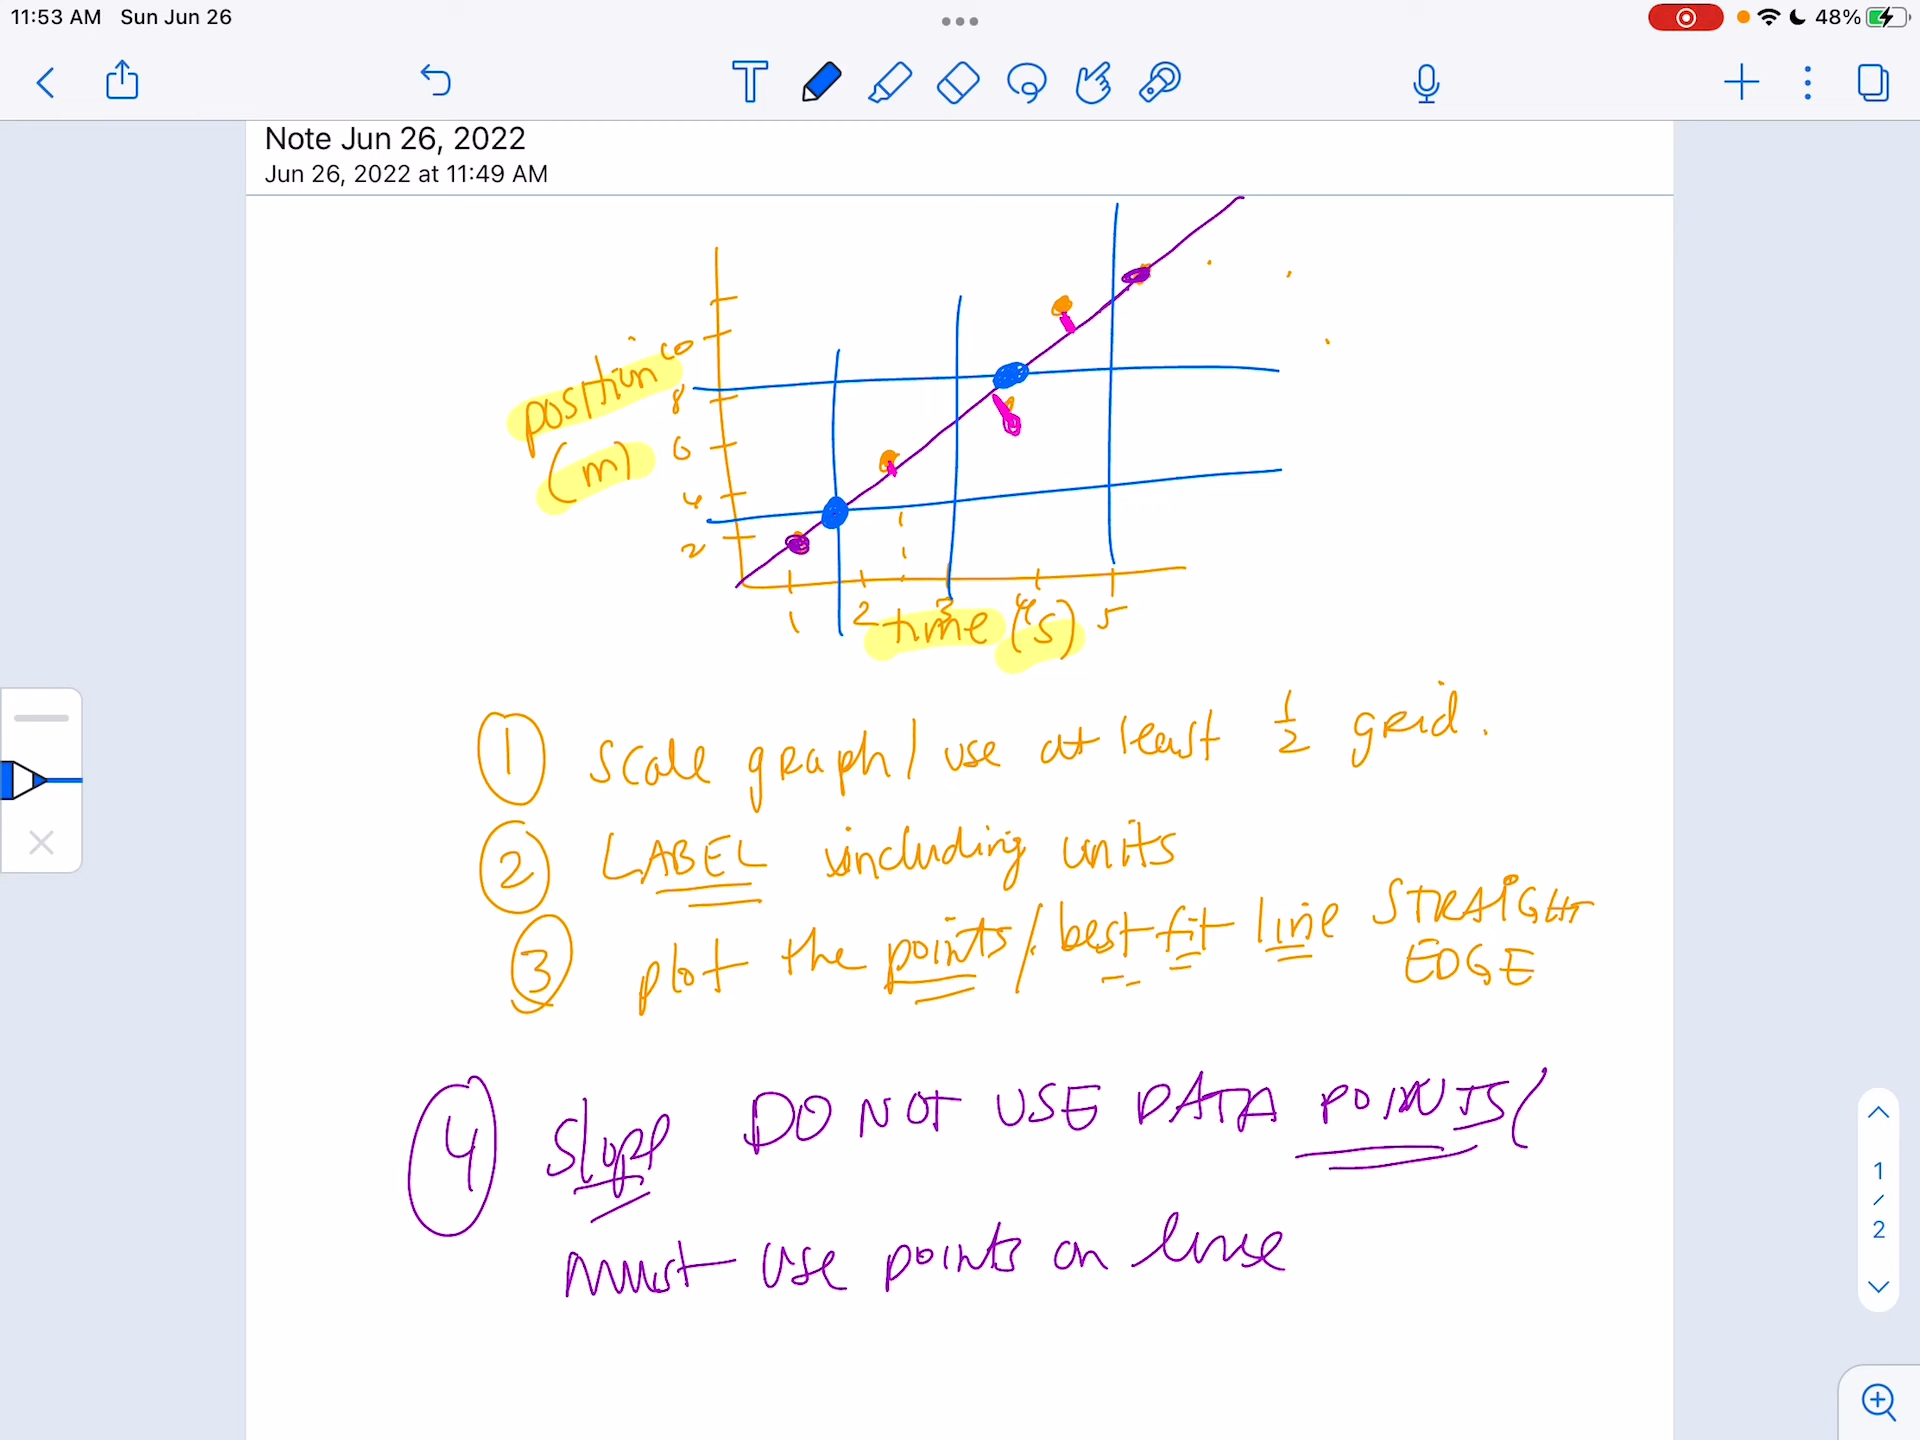 11:53 AM Sun Jun 26
48%
T
Note Jun 26, 2022
Jun 26, 2022 at 11:49 AM
position
(m)
10
8
6
4
2
1 2 3 4 5
time (s)
1 Scale graph / use at least 1/2 grid.
2 LABEL including units
3 plot the points / best fit line STRAIGHT
EDGE
4 Slope DO NOT USE DATA POINTS (
must use points on line
1
/
2